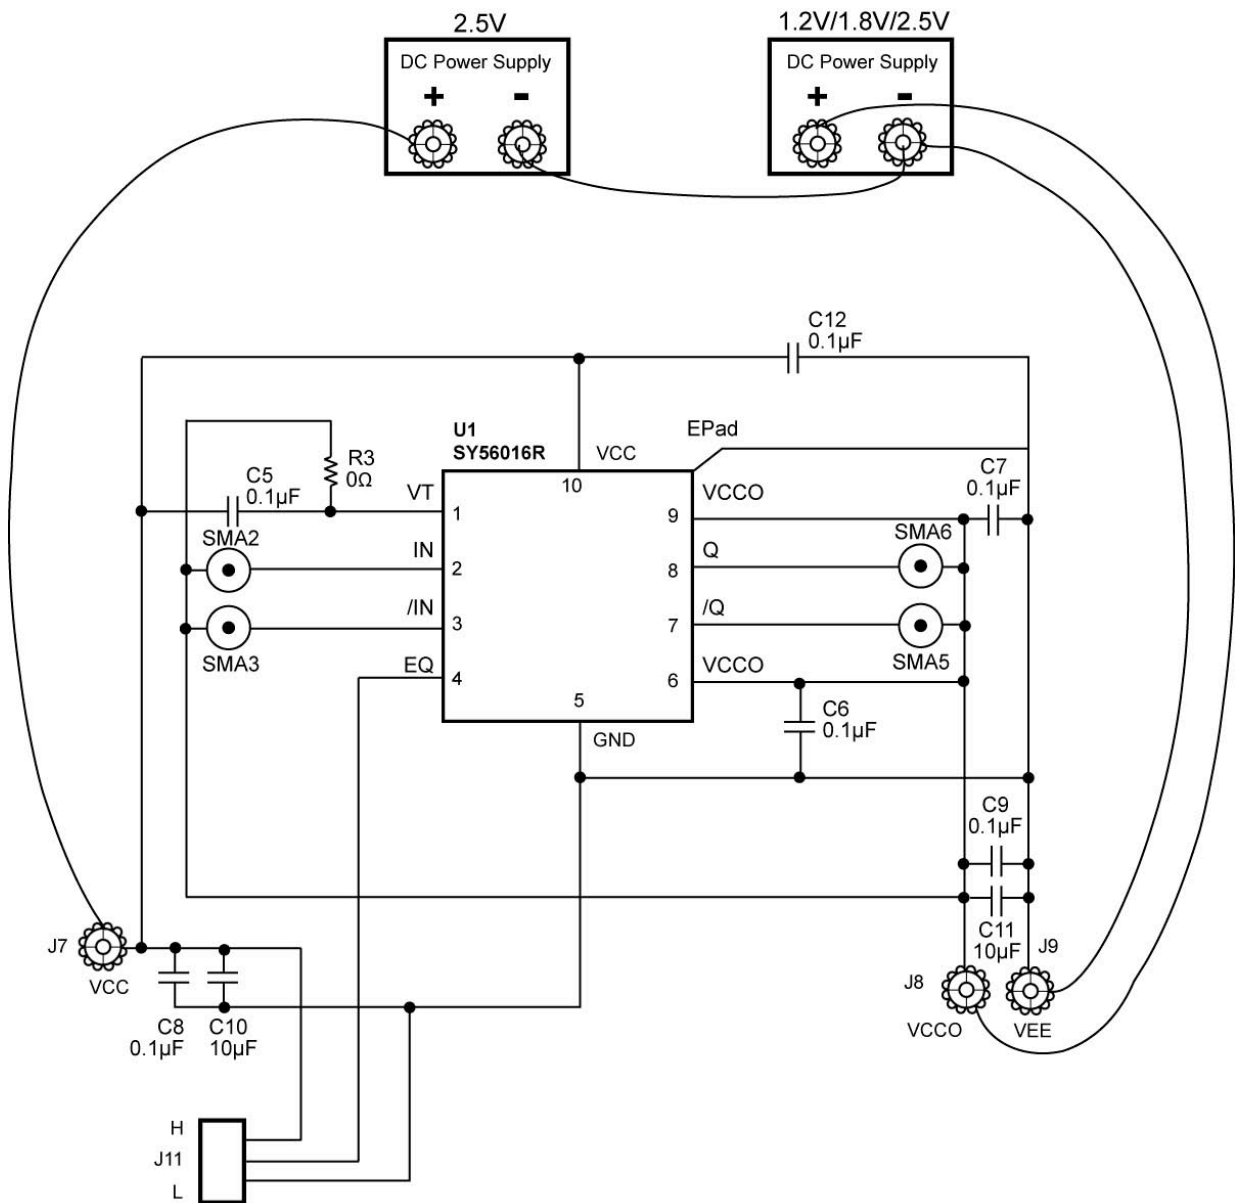 2.5V
1.2V/1.8V/2.5V
DC Power Supply
DC Power Supply
+
-
+
-
C12
0.1µF
U1
SY56016R
VCC
EPad
R3
0Ω
C5
0.1µF
VT
10
VCCO
C7
0.1µF
1
9
SMA2
IN
Q
SMA6
2
8
/IN
/Q
3
7
SMA3
SMA5
EQ
VCCO
4
6
5
GND
C6
0.1µF
C9
0.1µF
C11
10µF
J7
VCC
J9
J8
VCCO
VEE
C8
0.1µF
C10
10µF
H
J11
L